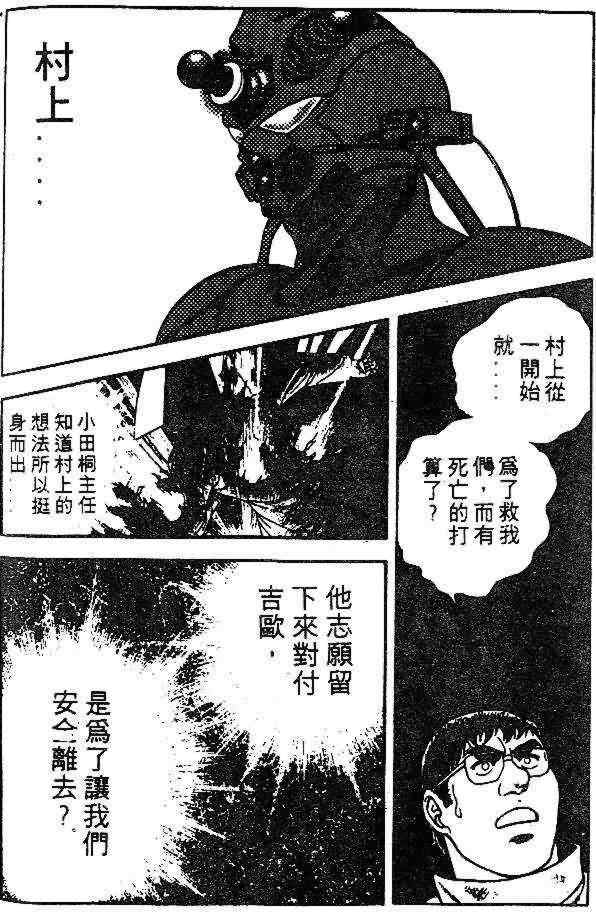 村上
．．．．
村上從
一開始
就．．．．
為了救我
們，而有
死亡的打
算了？
小田桐主任
知道村上的
想法所以挺
身而出．．．．
他志願留
下來對付
吉歐，
是為了讓我們
安全離去？